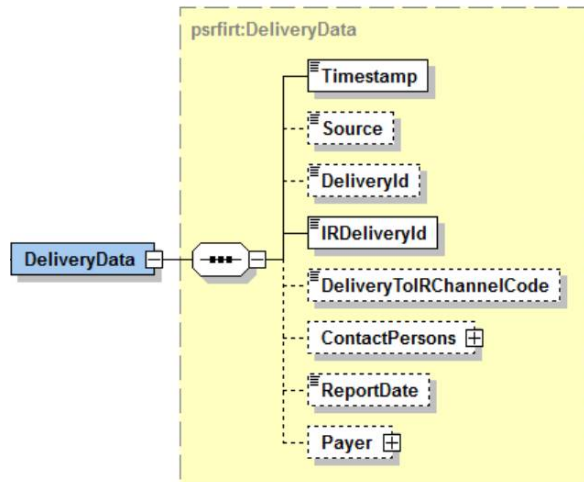 psrfirt:DeliveryData
Timestamp
Source
DeliveryId
DeliveryData
IRDeliveryId
DeliveryToIRChannelCode
ContactPersons
ReportDate
Payer